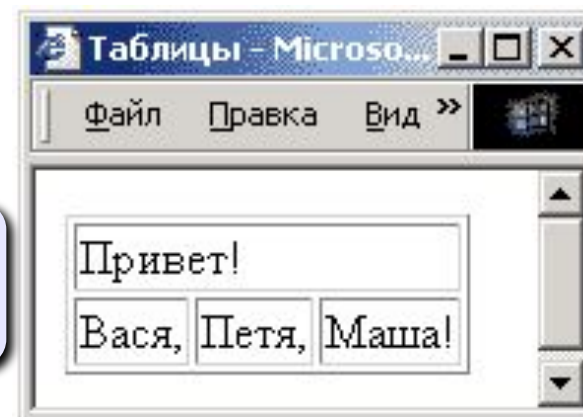 Таблицы - Microso...
Файл Правка Вид »
Привет!
Вася, Петя, Маша!